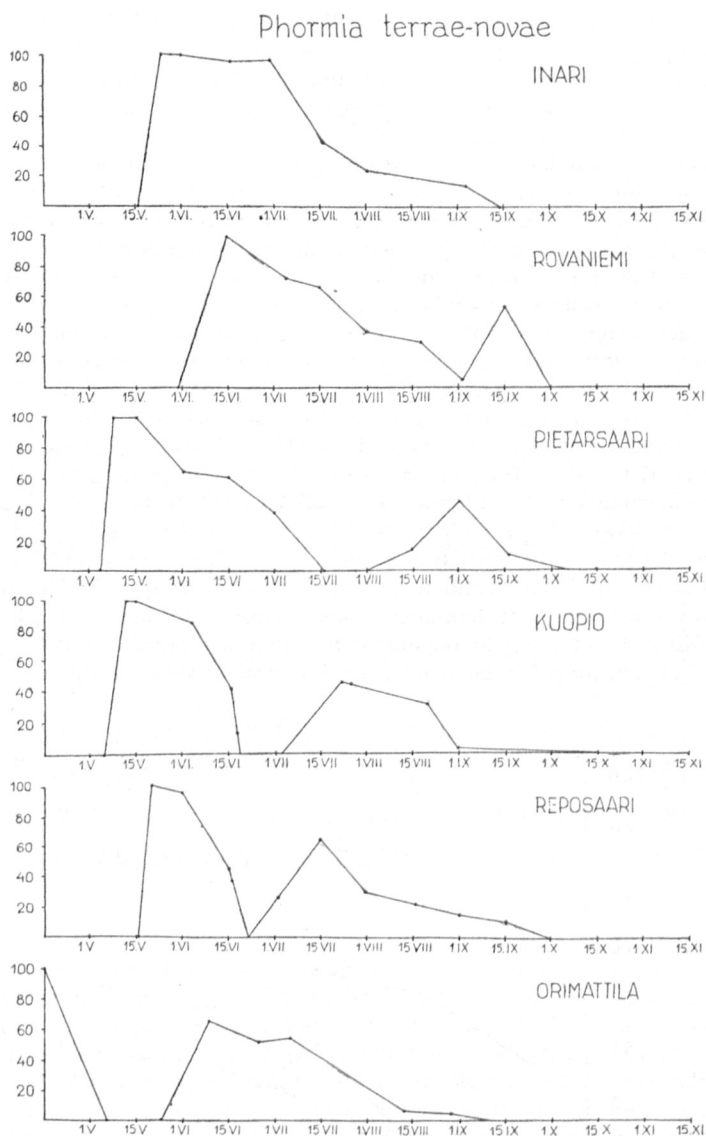 Phormia terrae-novae
INARI
100
80
60
40
20
1.V. 15.V. 1.VI. 15.VI 1.VII 15.VII 1.VIII 15.VIII 1.IX 15.IX 1.X 15.X 1.XI 15.XI
ROVANIEMI
100
80
60
40
20
1.V. 15.V. 1.VI. 15.VI 1.VII 15.VII 1.VIII 15.VIII 1.IX 15.IX 1.X 15.X 1.XI 15.XI
PIETARSAARI
100
80
60
40
20
1.V. 15.V. 1.VI 15.VI 1.VII 15.VII 1.VIII 15.VIII 1.IX 15.IX 1.X 15.X 1.XI 15.XI
KUOPIO
100
80
60
40
20
1.V 15.V. 1.VI. 15.VI 1.VII 15.VII 1.VIII 15.VIII 1.IX 15.IX 1.X 15.X 1.XI 15.XI
REPOSAARI
100
80
60
40
20
1.V 15.V 1.VI 15.VI 1.VII 15.VII 1.VIII 15.VIII 1.IX 15.IX 1.X 15.X 1.XI 15.XI
ORIMATTILA
100
80
60
40
20
1.V 15.V 1.VI 15.VI 1.VII 15.VII 1.VIII 15.VIII 1.IX 15.IX 1.X 15.X 1.XI 15.XI